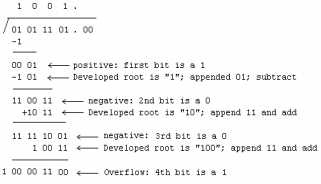 1 0 0 1 .
01 01 11 01 . 00
-1
00 01 ← positive: first bit is a 1
-1 01 ← Developed root is "1"; appended 01; subtract
11 00 11 ← negative: 2nd bit is a 0
+10 11 ← Developed root is "10"; append 11 and add
11 11 10 01 ← negative: 3rd bit is a 0
1 00 11 ← Developed root is "100"; append 11 and add
1 00 00 11 00 ← Overflow: 4th bit is a 1